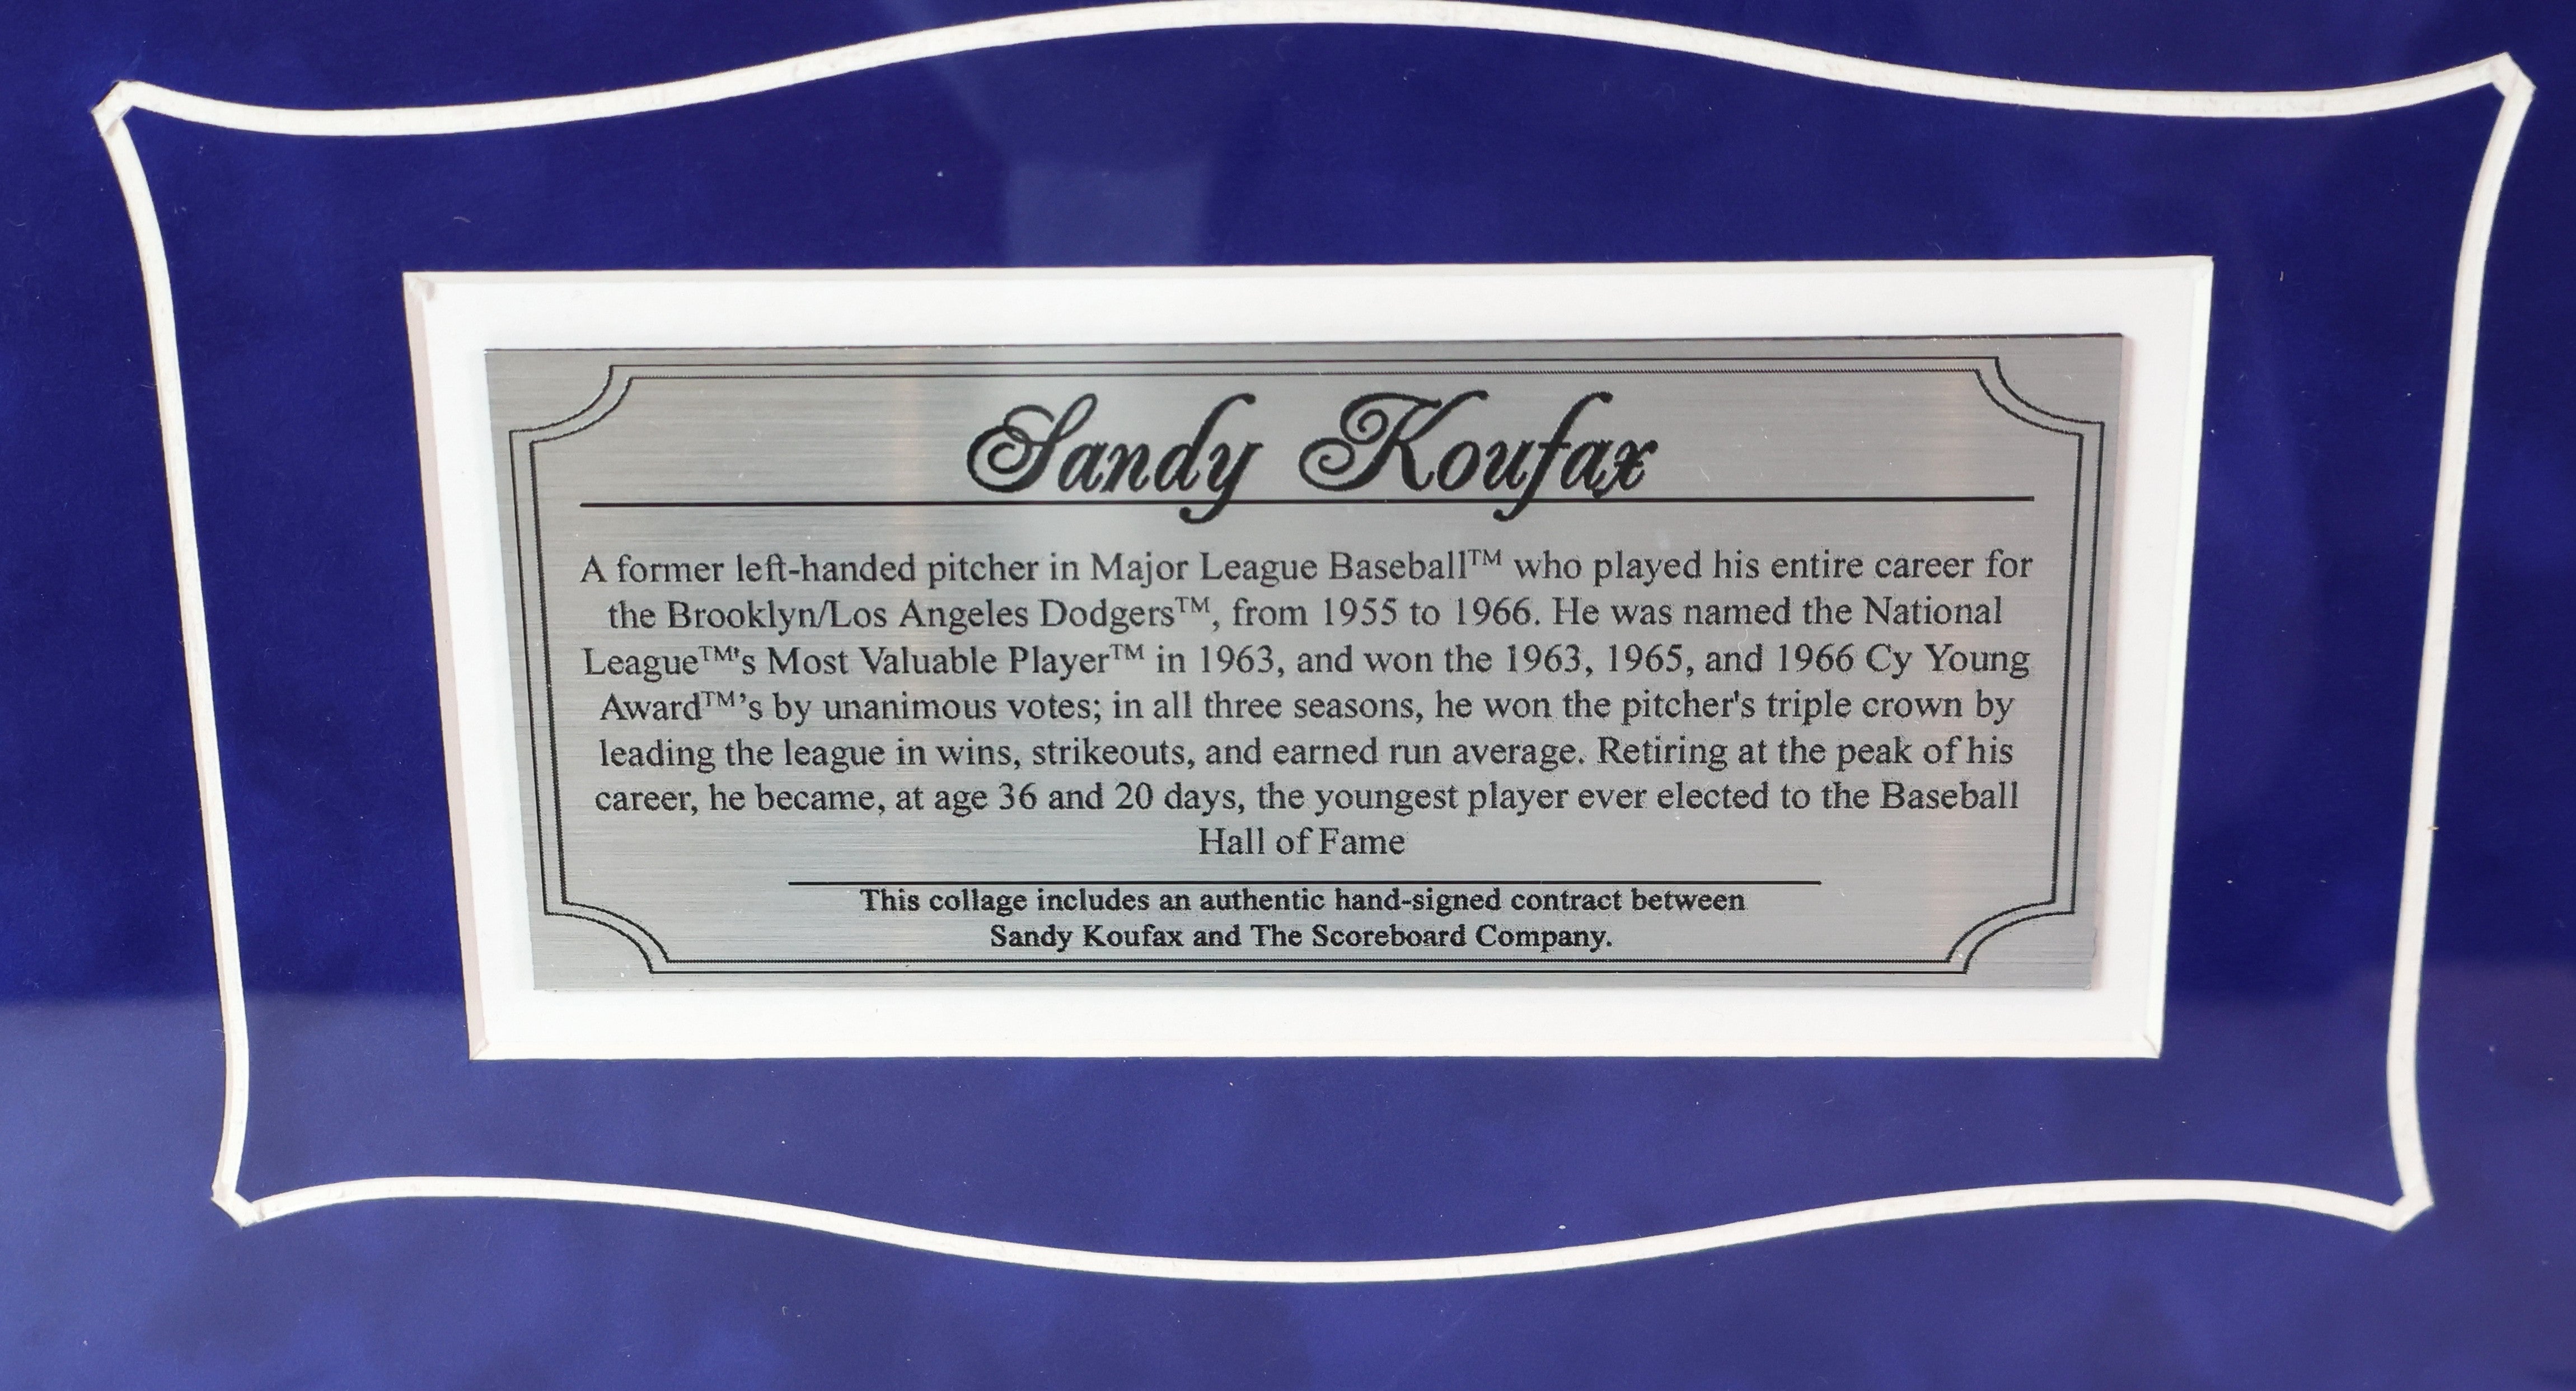 Sandy Koufax
A former left-handed pitcher in Major League Baseball™ who played his entire career for
the Brooklyn/Los Angeles Dodgers™, from 1955 to 1966. He was named the National
League™'s Most Valuable Player™ in 1963, and won the 1963, 1965, and 1966 Cy Young
Award™’s by unanimous votes; in all three seasons, he won the pitcher's triple crown by
leading the league in wins, strikeouts, and earned run average. Retiring at the peak of his
career, he became, at age 36 and 20 days, the youngest player ever elected to the Baseball
Hall of Fame
This collage includes an authentic hand-signed contract between
Sandy Koufax and The Scoreboard Company.